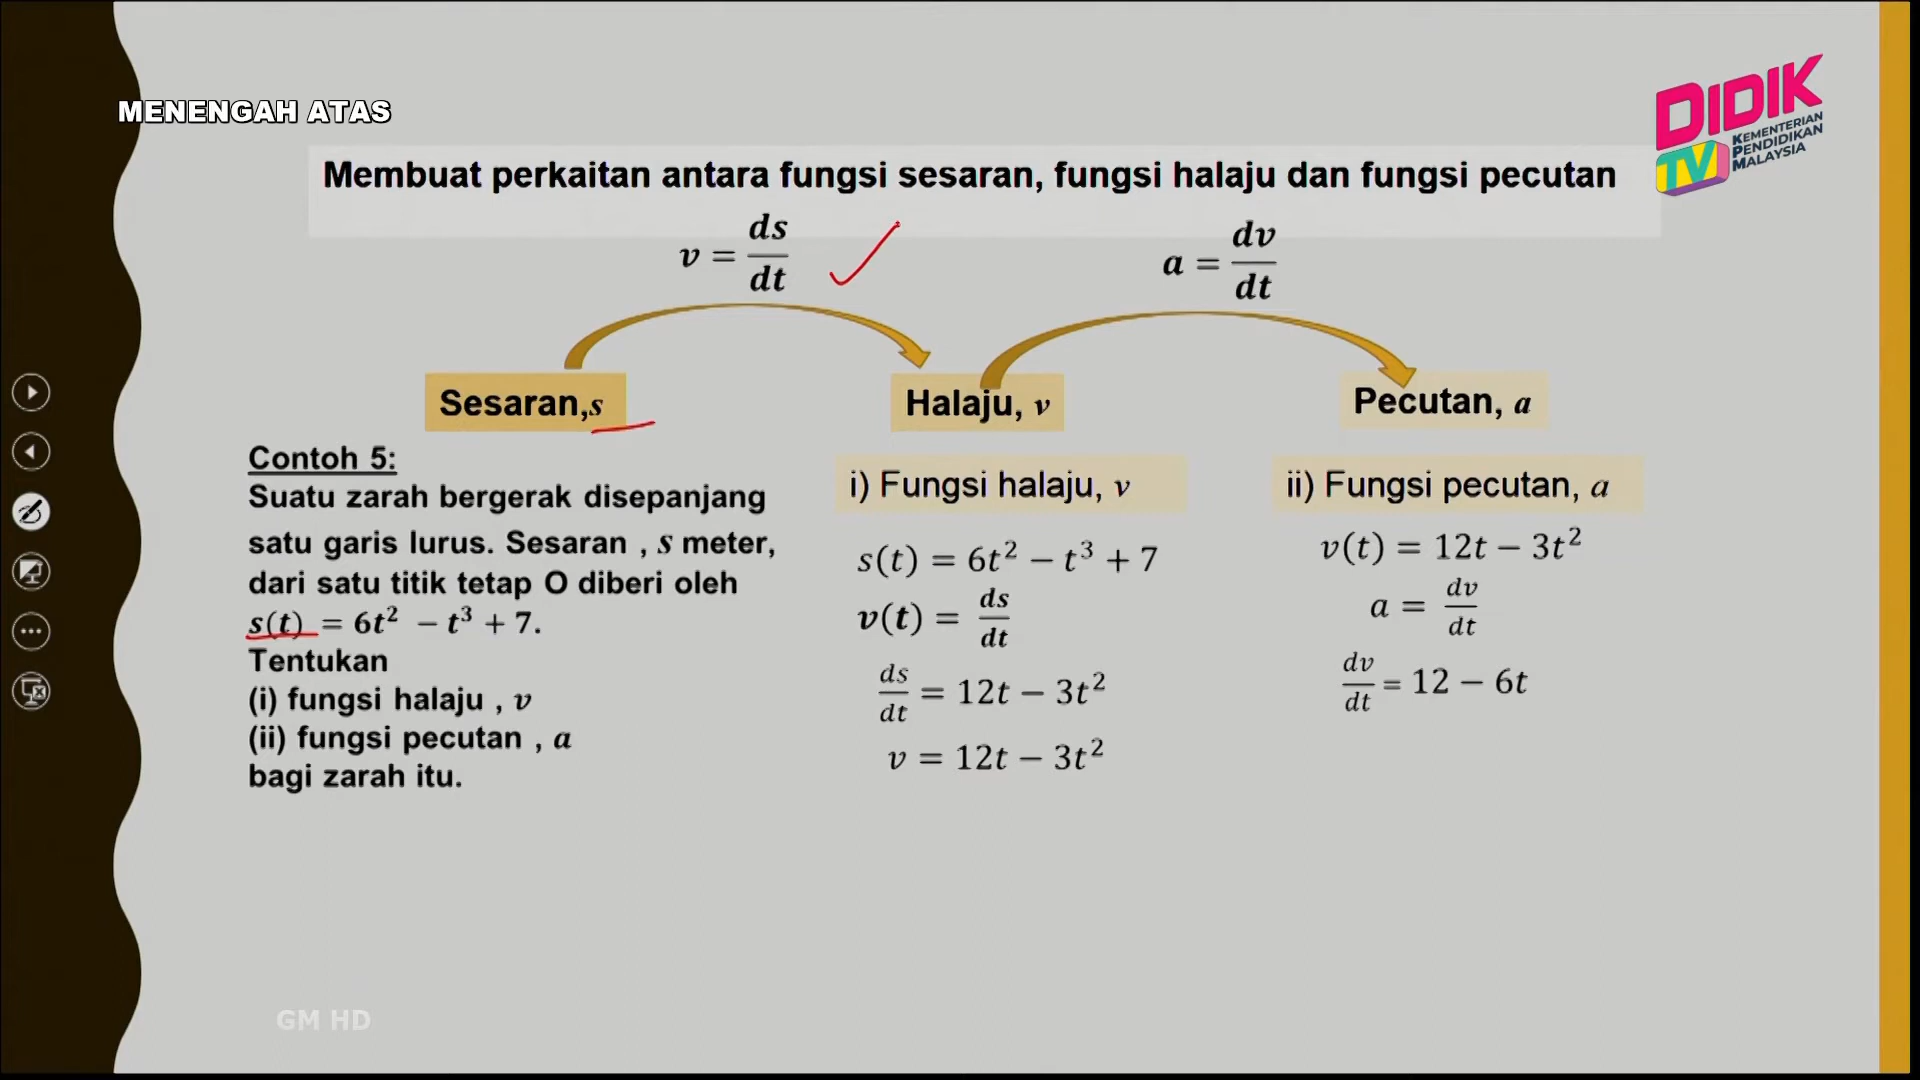 MENENGAH ATAS
DIDIK
TV
KEMENTERIAN
PENDIDIKAN
MALAYSIA
Membuat perkaitan antara fungsi sesaran, fungsi halaju dan fungsi pecutan
v = ds/dt
a = dv/dt
Sesaran,s
Halaju, v
Pecutan, a
Contoh 5:
Suatu zarah bergerak disepanjang
satu garis lurus. Sesaran , s meter,
dari satu titik tetap O diberi oleh
s(t) = 6t² − t³ + 7.
Tentukan
(i) fungsi halaju , v
(ii) fungsi pecutan , a
bagi zarah itu.
i) Fungsi halaju, v
s(t) = 6t² − t³ + 7
v(t) = ds/dt
ds/dt = 12t − 3t²
v = 12t − 3t²
ii) Fungsi pecutan, a
v(t) = 12t − 3t²
a = dv/dt
dv/dt = 12 − 6t
GM HD